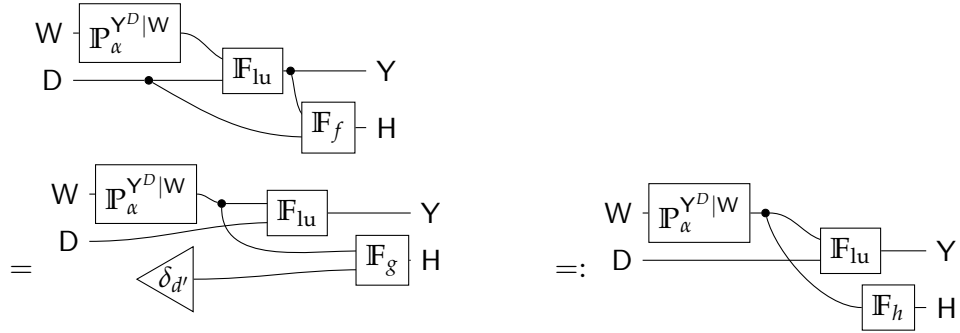 W ℙ_α^{Y^D|W} 𝔽_lu Y
D 𝔽_f H
= W ℙ_α^{Y^D|W} 𝔽_lu Y
D δ_{d′} 𝔽_g H
=: W ℙ_α^{Y^D|W} 𝔽_lu Y
D 𝔽_h H